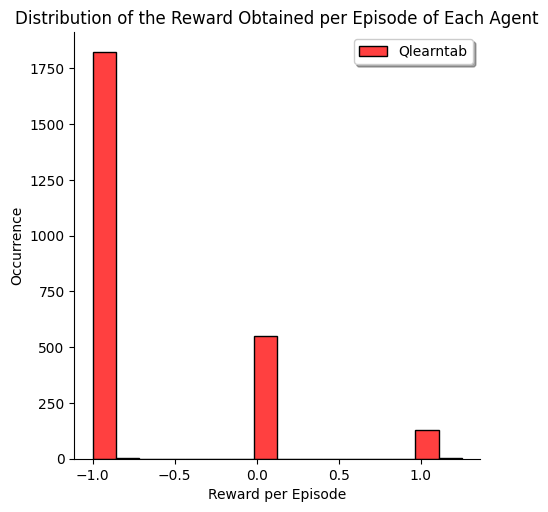 Distribution of the Reward Obtained per Episode of Each Agent
Qlearntab
Occurrence
1750
1500
1250
1000
750
500
250
0
−1.0 −0.5 0.0 0.5 1.0
Reward per Episode